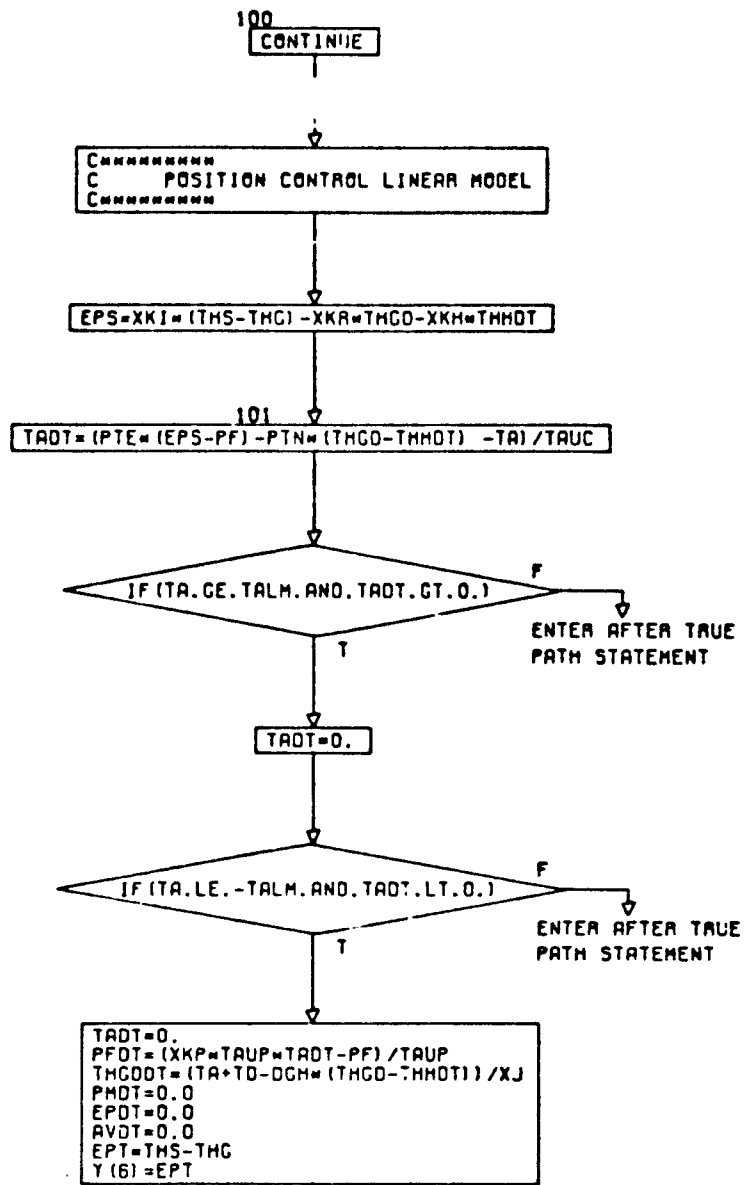 100
CONTINUE
C**********
C POSITION CONTROL LINEAR MODEL
C**********
EPS=XKI*(THS-THG)-XKR*THGD-XKH*THMDT
101
TADT=(PTE*(EPS-PF)-PTN*(THGD-THMDT) -TA)/TAUC
IF(TA.GE.TALM.AND.TADT.GT.0.)
F
ENTER AFTER TRUE
PATH STATEMENT
T
TADT=0.
IF(TA.LE.-TALM.AND.TADT.LT.0.)
F
ENTER AFTER TRUE
PATH STATEMENT
T
TADT=0.
PFDT=(XKP*TAUP*TADT-PF)/TAUP
THGDDT=(TA+TD-DGM*(THGD-THMDT))/XJ
PMDT=0.0
EPDT=0.0
AVDT=0.0
EPT=THS-THG
Y(6)=EPT